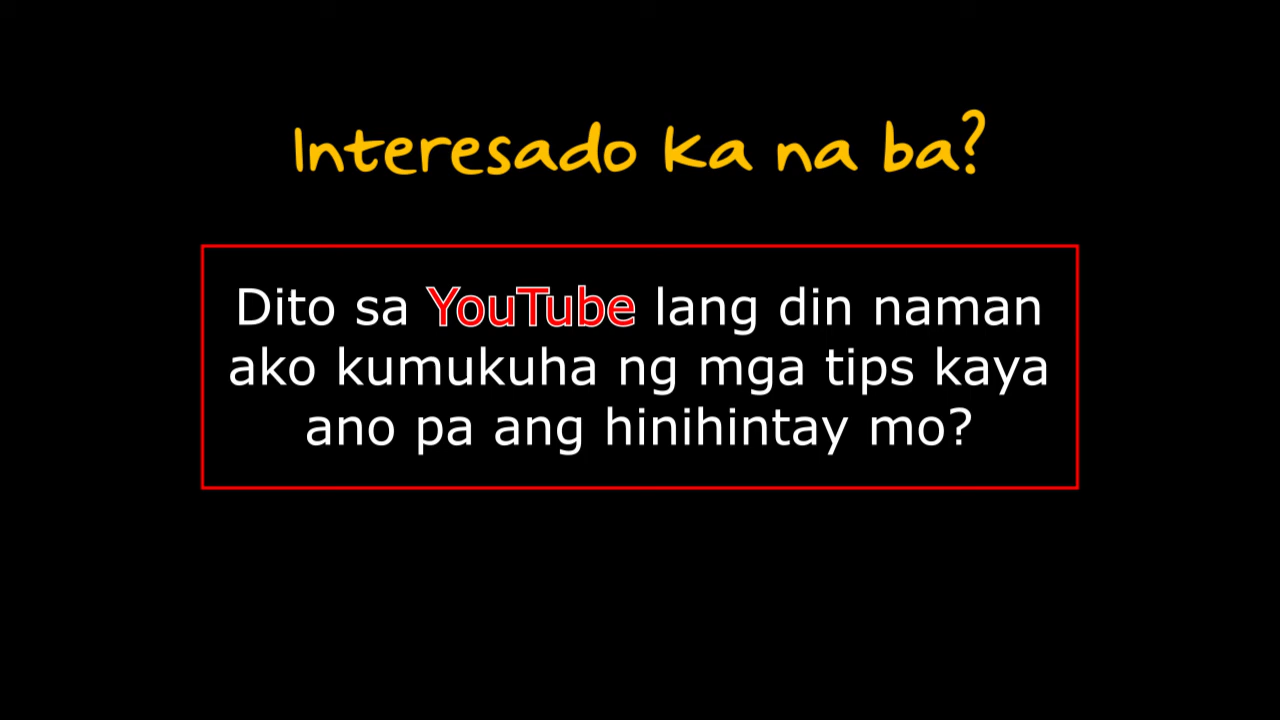 Interesado ka na ba?
Dito sa YouTube lang din naman
ako kumukuha ng mga tips kaya
ano pa ang hinihintay mo?